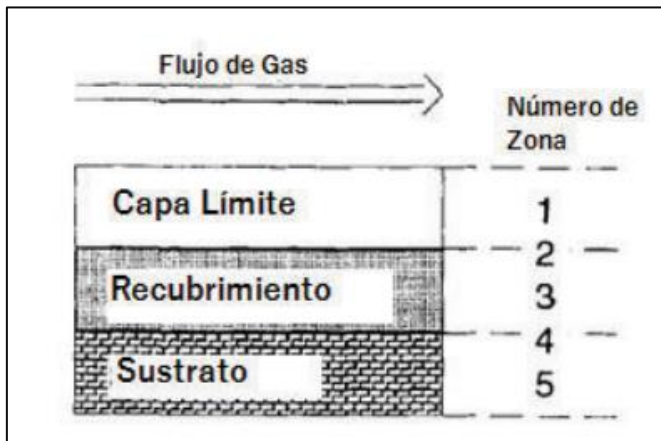 Flujo de Gas
Número de
Zona
Capa Límite
1
2
Recubrimiento
3
4
Sustrato
5